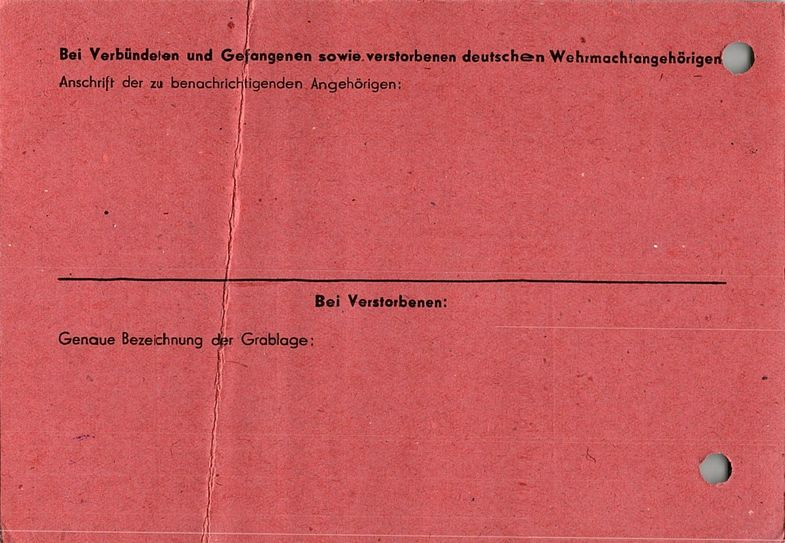 Bei Verbündeten und Gefangenen sowie verstorbenen deutschen Wehrmachtangehörigen
Anschrift der zu benachrichtigenden Angehörigen:
Bei Verstorbenen:
Genaue Bezeichnung der Grablage: